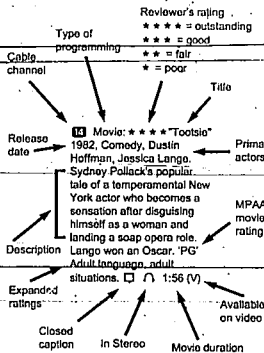 Reviewer's rating
★ ★ ★ ★ = outstanding
★ ★ ★ = good
★ ★ = fair
★ = poor
Type of
programming
Cable
channel
Title
14 Movie: ★ ★ ★ ★ "Tootsie"
1982, Comedy, Dustin
Hoffman, Jessica Lange.
Sydney Pollack's popular
tale of a temperamental New
York actor who becomes a
sensation after disguising
himself as a woman and
landing a soap opera role.
Lange won an Oscar. 'PG'
Adult language, adult
situations. 1:56 (V)
Release
date
Prima
actors
MPAA
movie
rating
Description
Expanded
ratings
Available
on video
Closed
caption
In Stereo
Movie duration